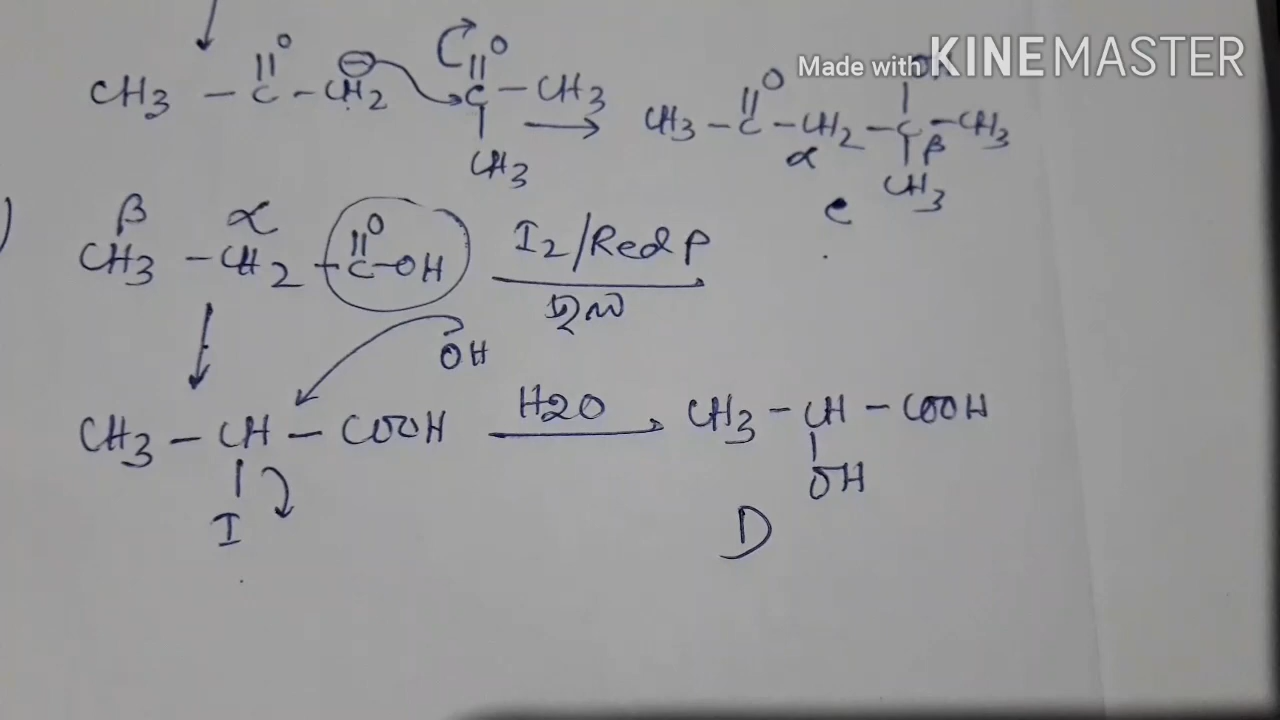 Made with KINEMASTER
O O O OH
CH3 – C – CH2 ⊖ C – CH3 → CH3 – C – CH2 – C – CH3
CH3 α β
CH3
C
) β α O
CH3 – CH2 – C – OH I2/Red P
OH
CH3 – CH – COOH H2O CH3 – CH – COOH
I OH
D